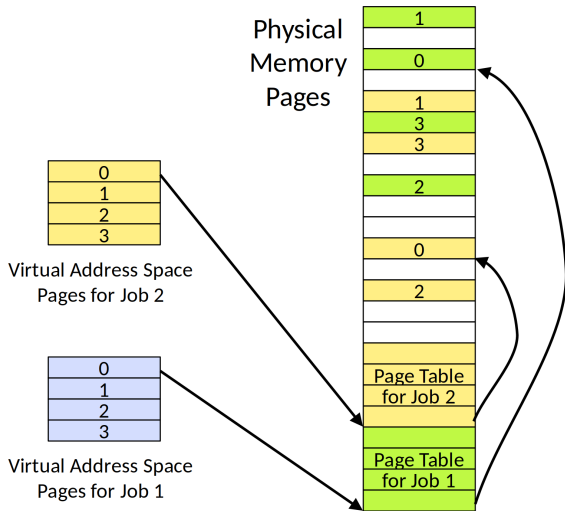 Physical
Memory
Pages
1
0
1
3
3
2
0
2
Page Table
for Job 2
Page Table
for Job 1
0
1
2
3
Virtual Address Space
Pages for Job 2
0
1
2
3
Virtual Address Space
Pages for Job 1